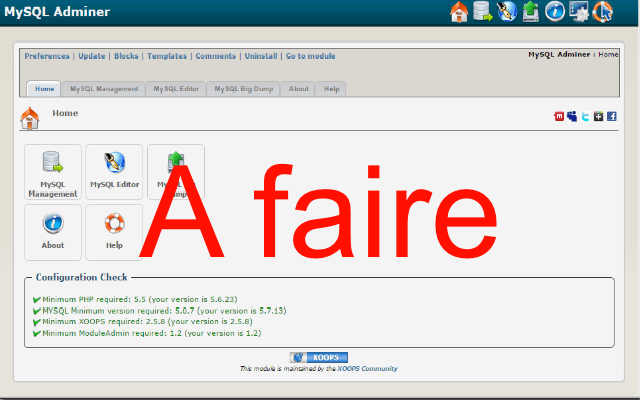 MySQL Adminer
Preferences | Update | Blocks | Templates | Comments | Uninstall | Go to module
MySQL Adminer : Home
Home MySQL Management MySQL Editor MySQL Big Dump About Help
Home
MySQL Management
MySQL Editor
About
Help
A faire
Configuration Check
Minimum PHP required: 5.5 (your version is 5.6.23)
MYSQL Minimum version required: 5.0.7 (your version is 5.7.13)
Minimum XOOPS required: 2.5.8 (your version is 2.5.8)
Minimum ModuleAdmin required: 1.2 (your version is 1.2)
XOOPS
This module is maintained by the XOOPS Community